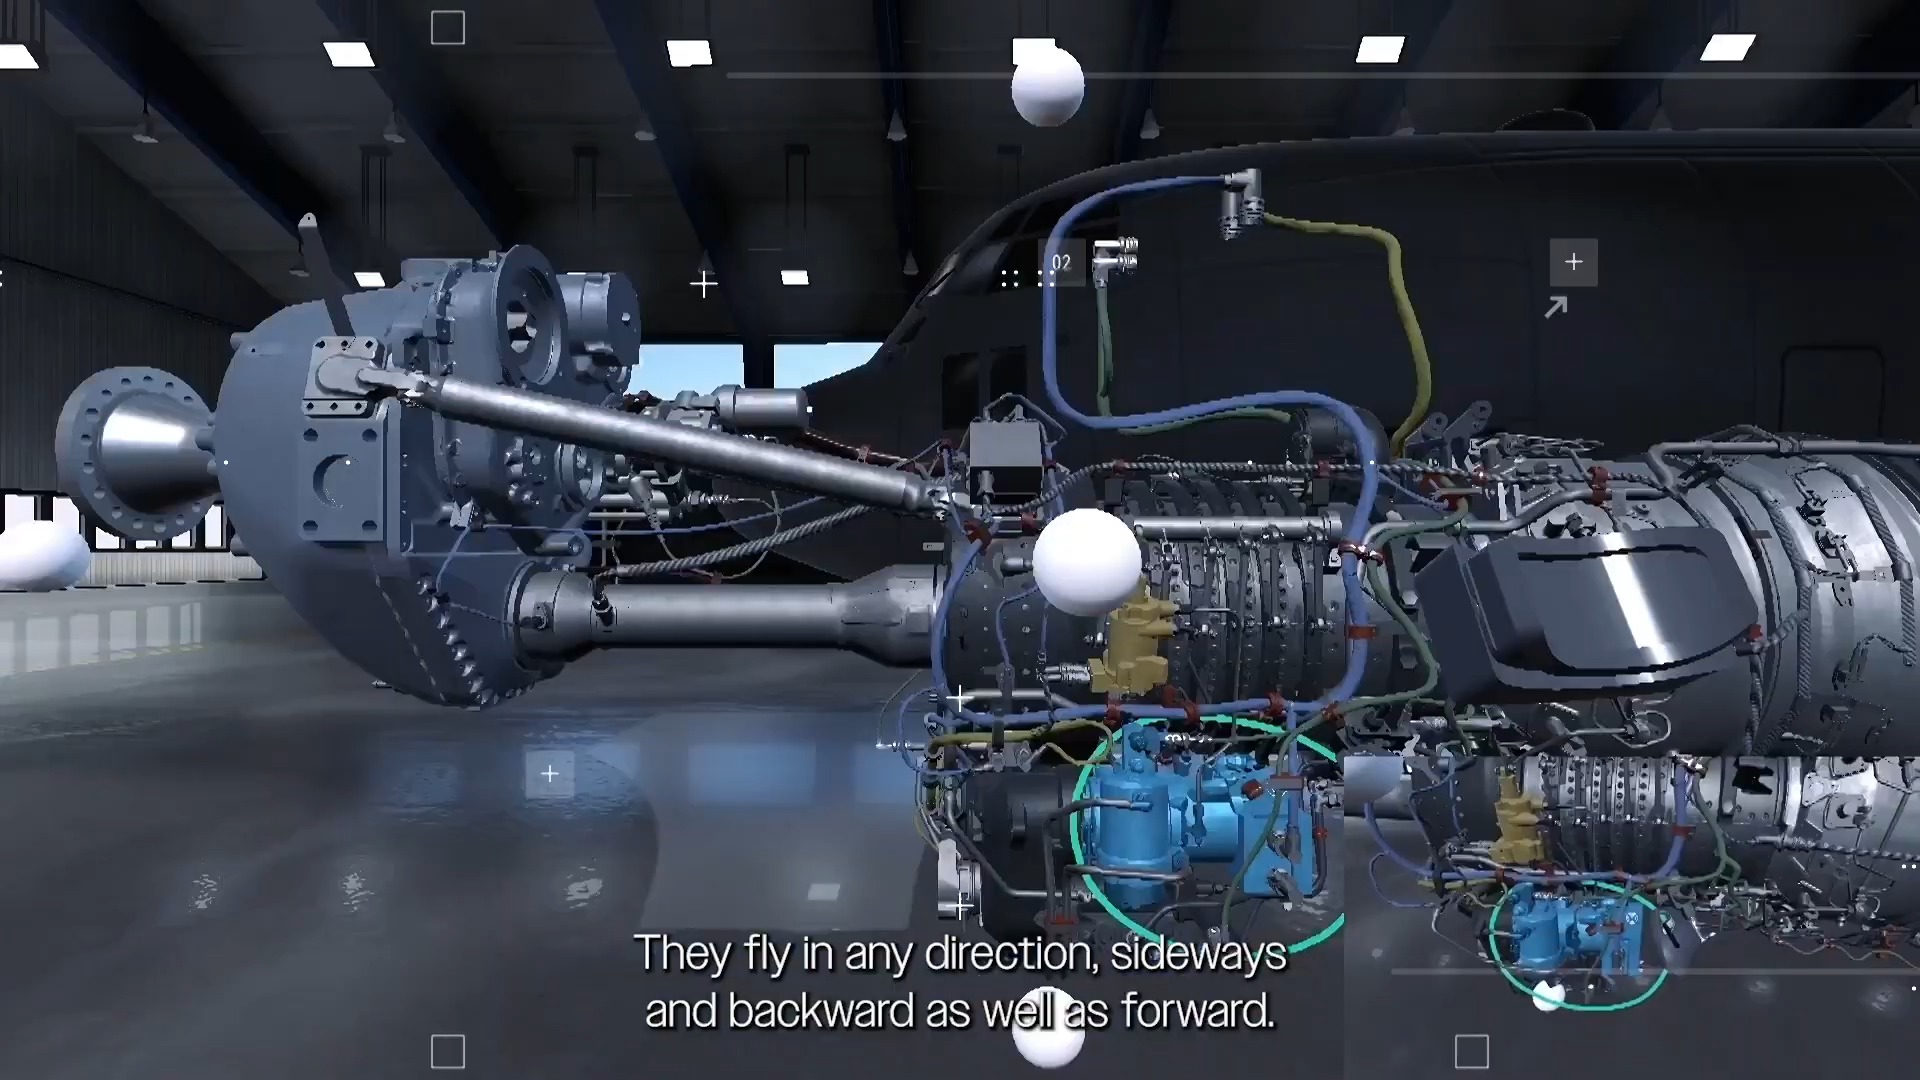 02
They fly in any direction, sideways
and backward as well as forward.